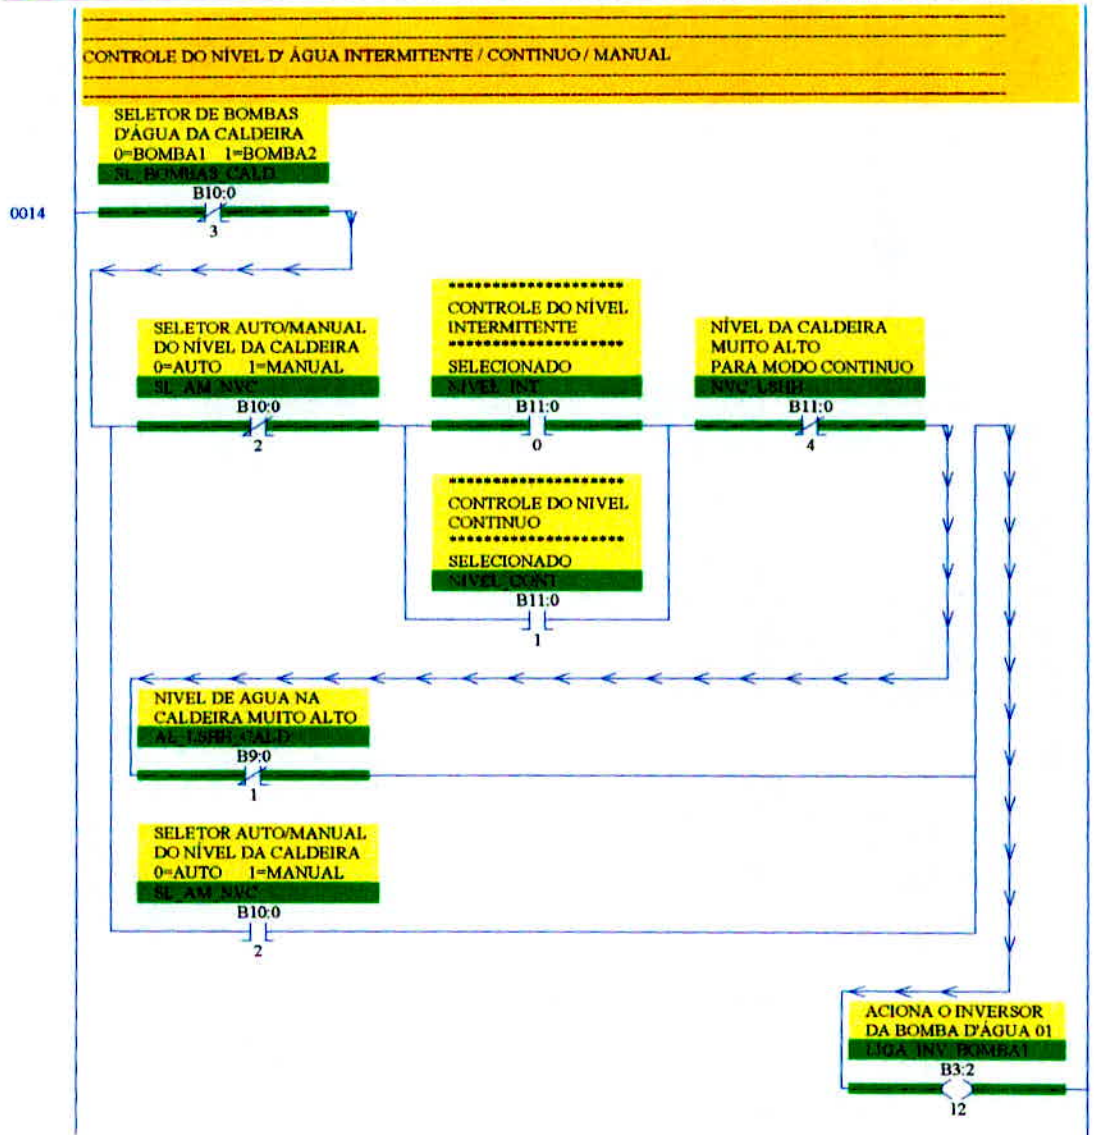 CONTROLE DO NÍVEL D' ÁGUA INTERMITENTE / CONTINUO / MANUAL
SELETOR DE BOMBAS
D'ÁGUA DA CALDEIRA
0=BOMBA1 1=BOMBA2
SL_BOMBAS_CALD
B10:0
0014
3
SELETOR AUTO/MANUAL
DO NÍVEL DA CALDEIRA
0=AUTO 1=MANUAL
SL_AM_NVC
B10:0
2
********************
CONTROLE DO NÍVEL
INTERMITENTE
********************
SELECIONADO
NIVEL_INT
B11:0
0
NÍVEL DA CALDEIRA
MUITO ALTO
PARA MODO CONTINUO
NVC_LSHH
B11:0
4
********************
CONTROLE DO NIVEL
CONTINUO
********************
SELECIONADO
NIVEL_CONT
B11:0
1
NIVEL DE AGUA NA
CALDEIRA MUITO ALTO
AL_LSHH_CALD
B9:0
1
SELETOR AUTO/MANUAL
DO NÍVEL DA CALDEIRA
0=AUTO 1=MANUAL
SL_AM_NVC
B10:0
2
ACIONA O INVERSOR
DA BOMBA D'ÁGUA 01
LIGA_INV_BOMBA1
B3:2
12